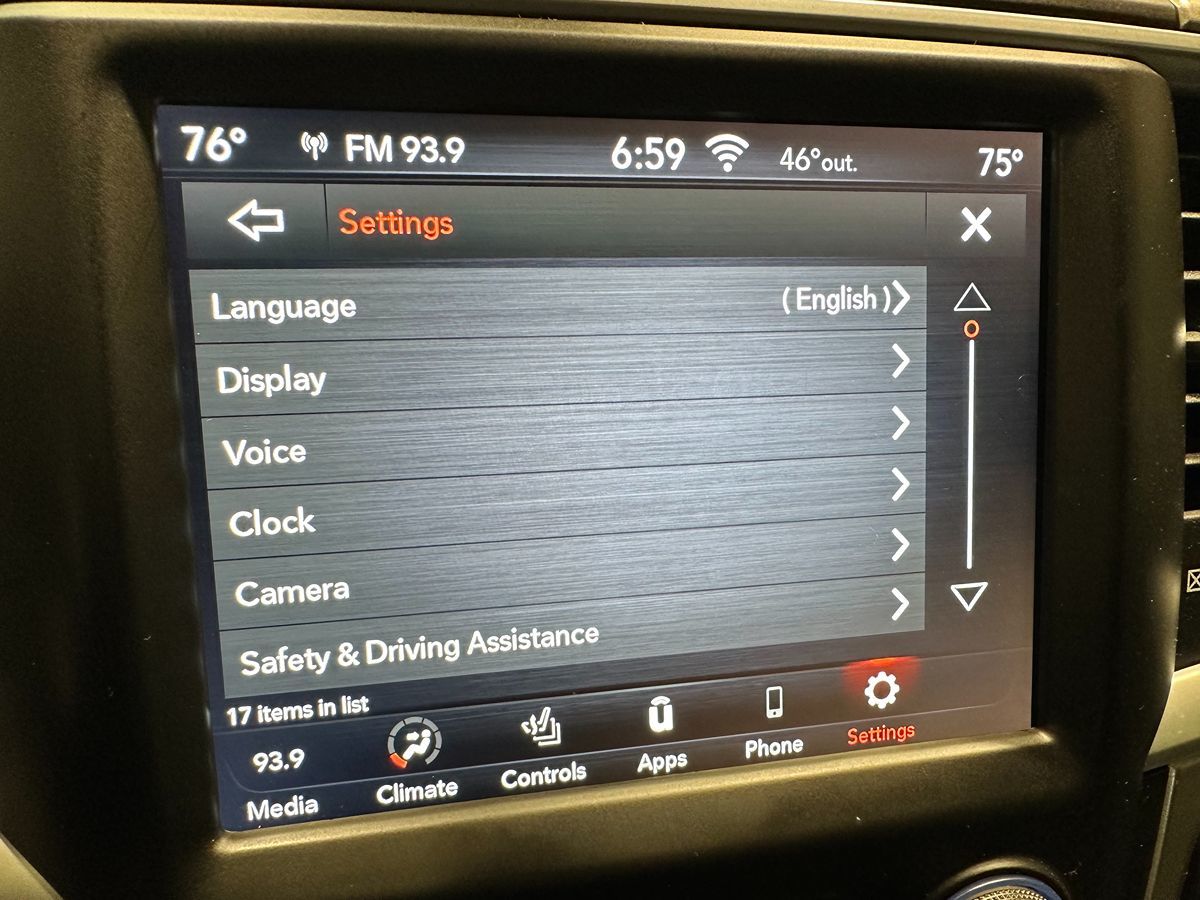 76° FM 93.9 6:59 46° out. 75°
Settings
Language ( English )
Display
Voice
Clock
Camera
Safety & Driving Assistance
17 items in list
93.9
Media Climate Controls Apps Phone Settings